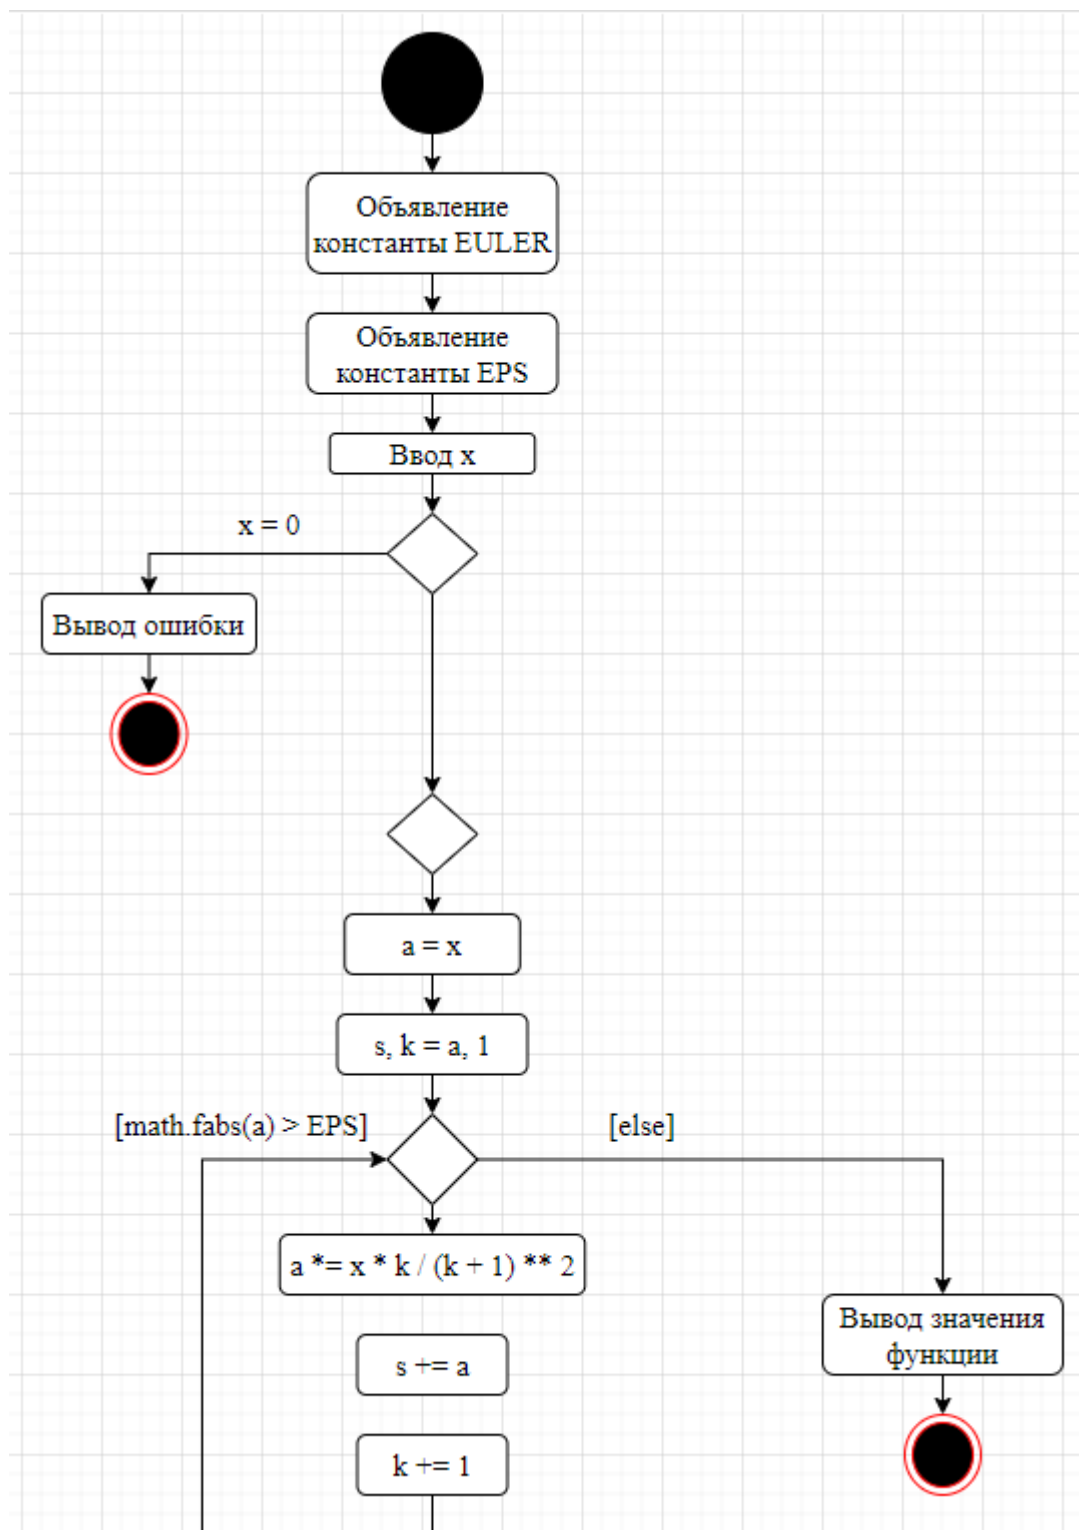 Объявление
константы EULER
Объявление
константы EPS
Ввод x
x = 0
Вывод ошибки
a = x
s, k = a, 1
[math.fabs(a) > EPS]
[else]
a *= x * k / (k + 1) ** 2
Вывод значения
функции
s += a
k += 1